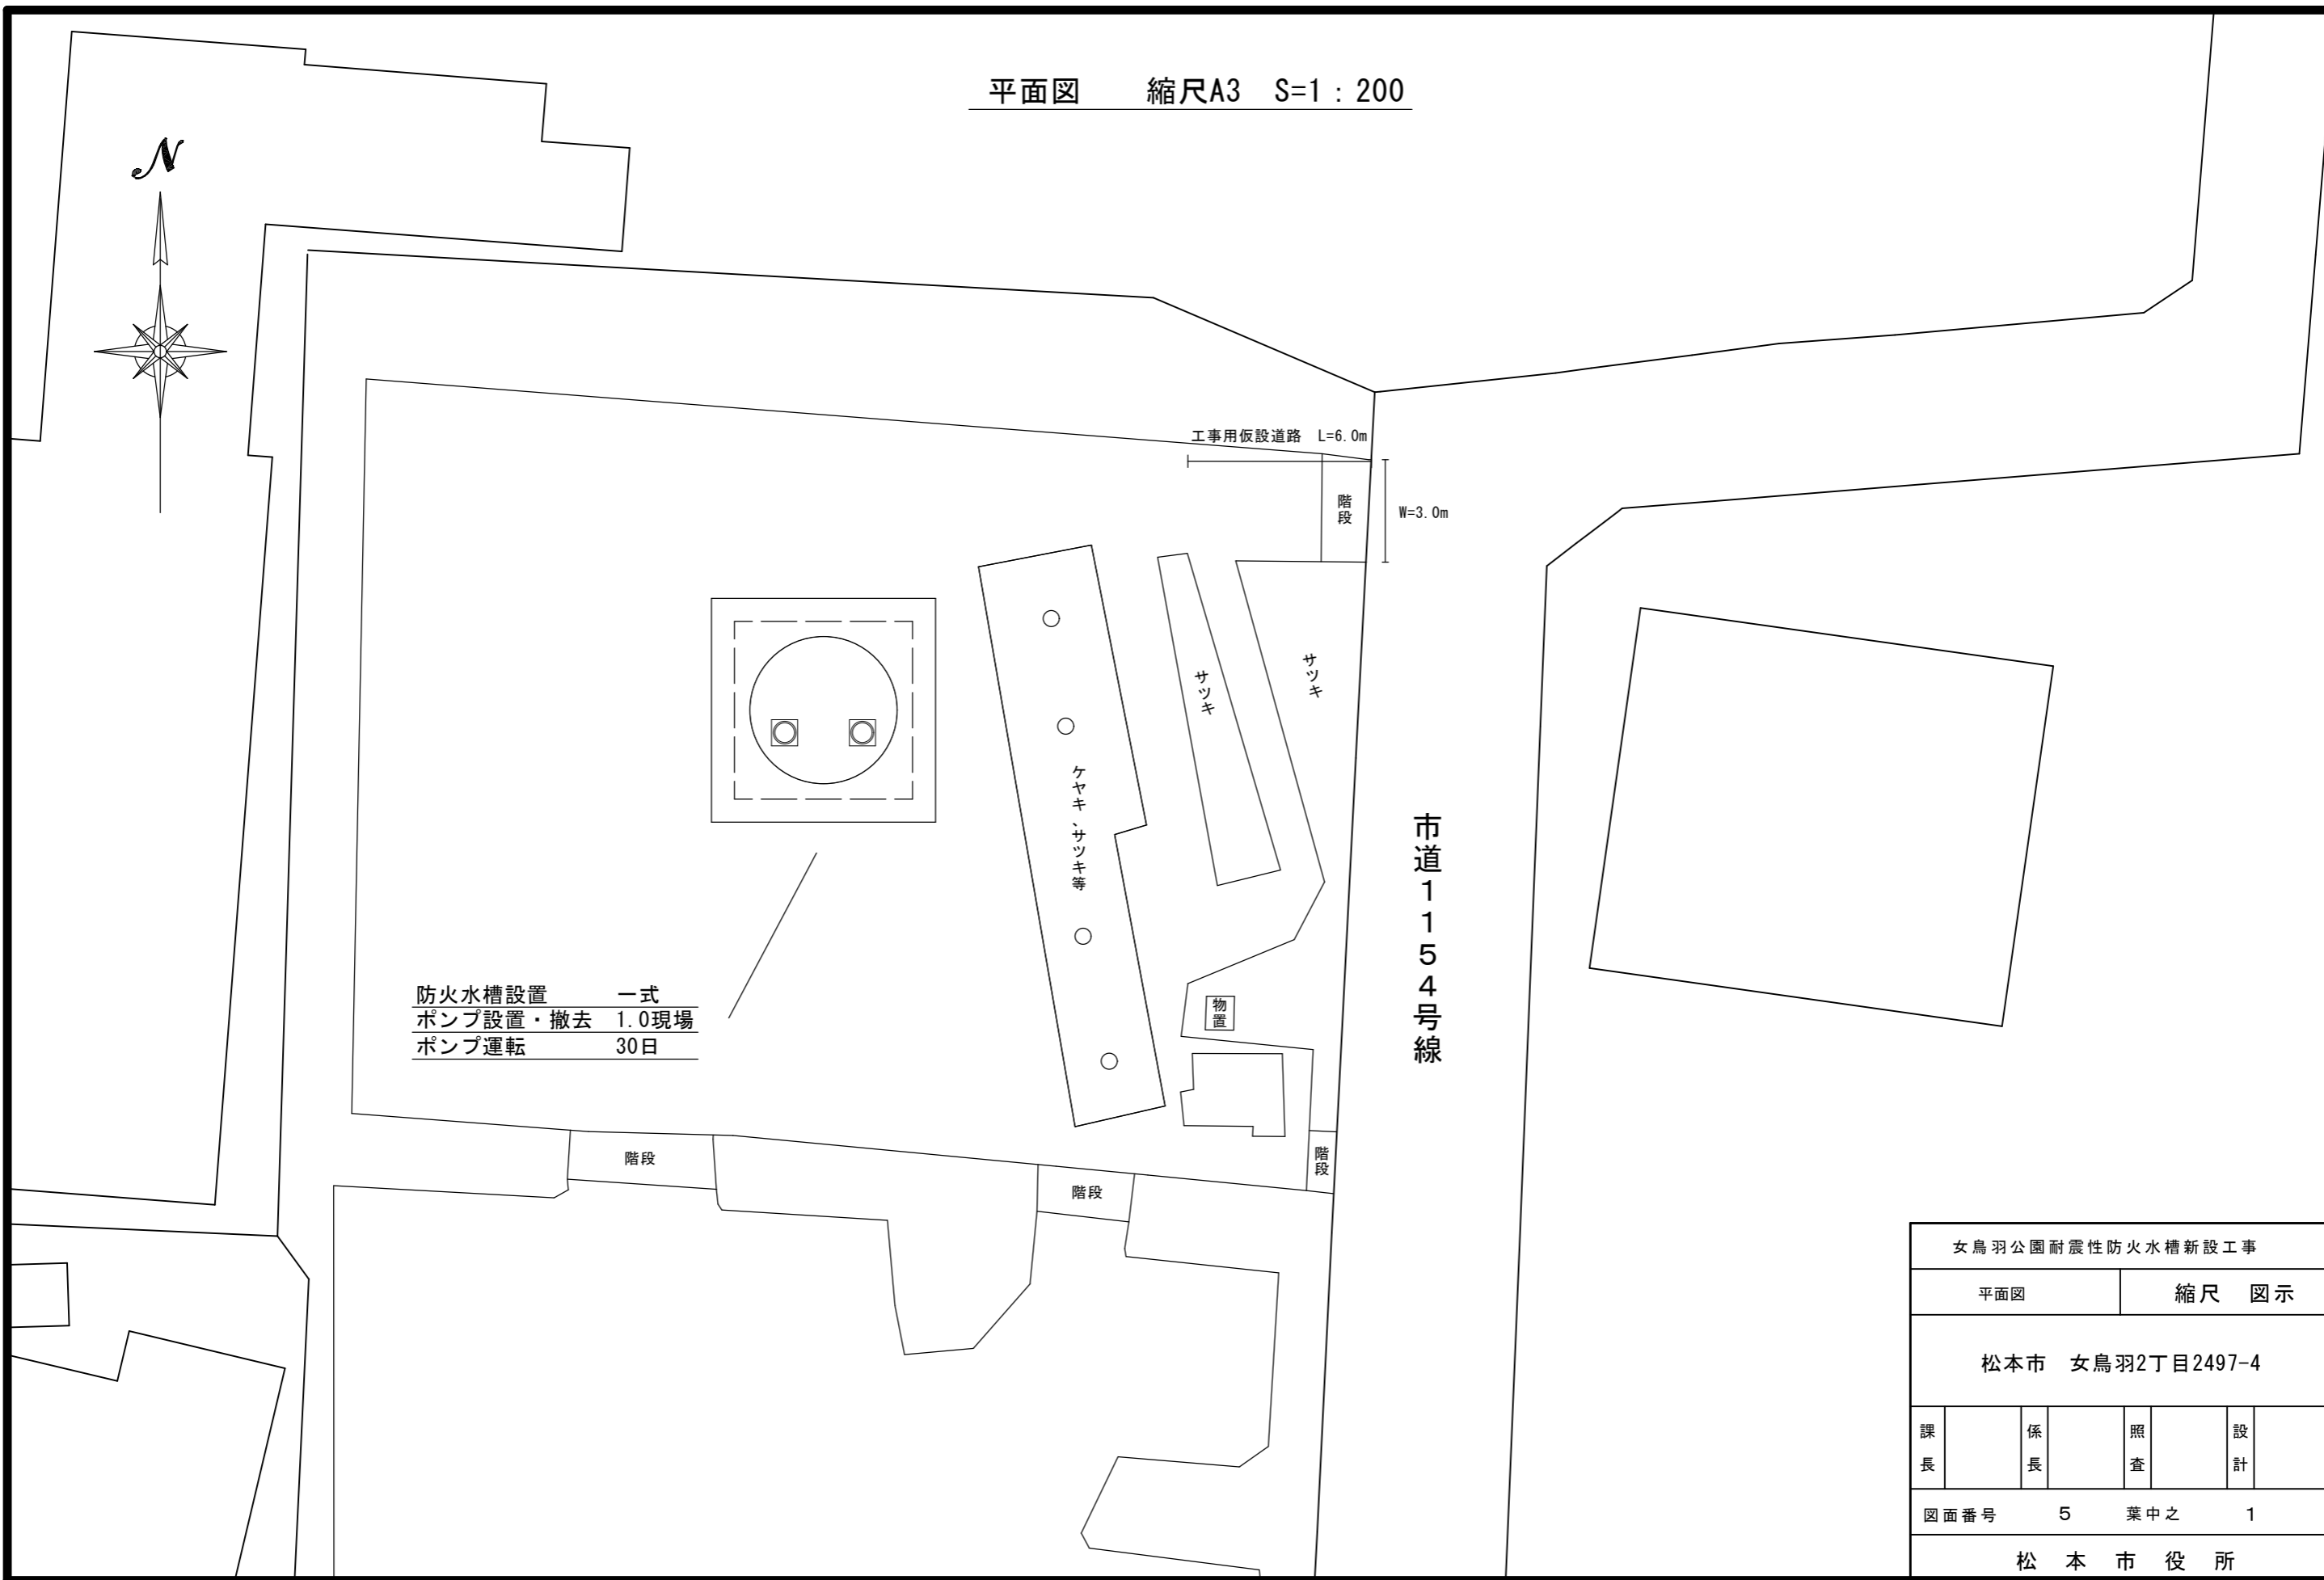 平面図 縮尺A3 S=1：200
N
工事用仮設道路 L=6.0m
階段
W=3.0m
サツキ
サツキ
ケヤキ、サツキ等
市道1154号線
防火水槽設置 一式
ポンプ設置・撤去 1.0現場
ポンプ運転 30日
物置
階段
階段
階段
女鳥羽公園耐震性防火水槽新設工事
平面図 縮尺 図示
松本市 女鳥羽2丁目2497-4
課長 係長 照査 設計
図面番号 5 葉中之 1
松本市役所